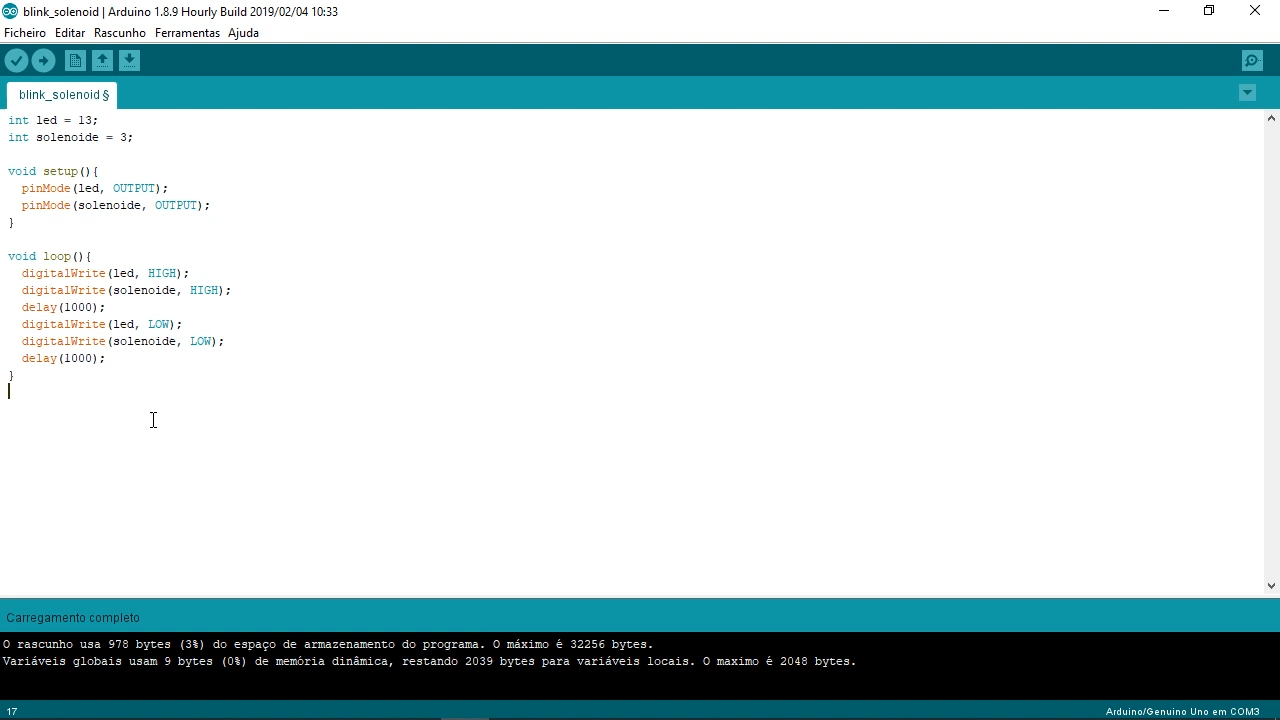 blink_solenoid | Arduino 1.8.9 Hourly Build 2019/02/04 10:33
Ficheiro Editar Rascunho Ferramentas Ajuda
blink_solenoid §
int led = 13;
int solenoide = 3;
void setup(){
pinMode(led, OUTPUT);
pinMode(solenoide, OUTPUT);
}
void loop(){
digitalWrite(led, HIGH);
digitalWrite(solenoide, HIGH);
delay(1000);
digitalWrite(led, LOW);
digitalWrite(solenoide, LOW);
delay(1000);
}
Carregamento completo
O rascunho usa 978 bytes (3%) do espaço de armazenamento do programa. O máximo é 32256 bytes.
Variáveis globais usam 9 bytes (0%) de memória dinâmica, restando 2039 bytes para variáveis locais. O maximo é 2048 bytes.
17 Arduino/Genuino Uno em COM3